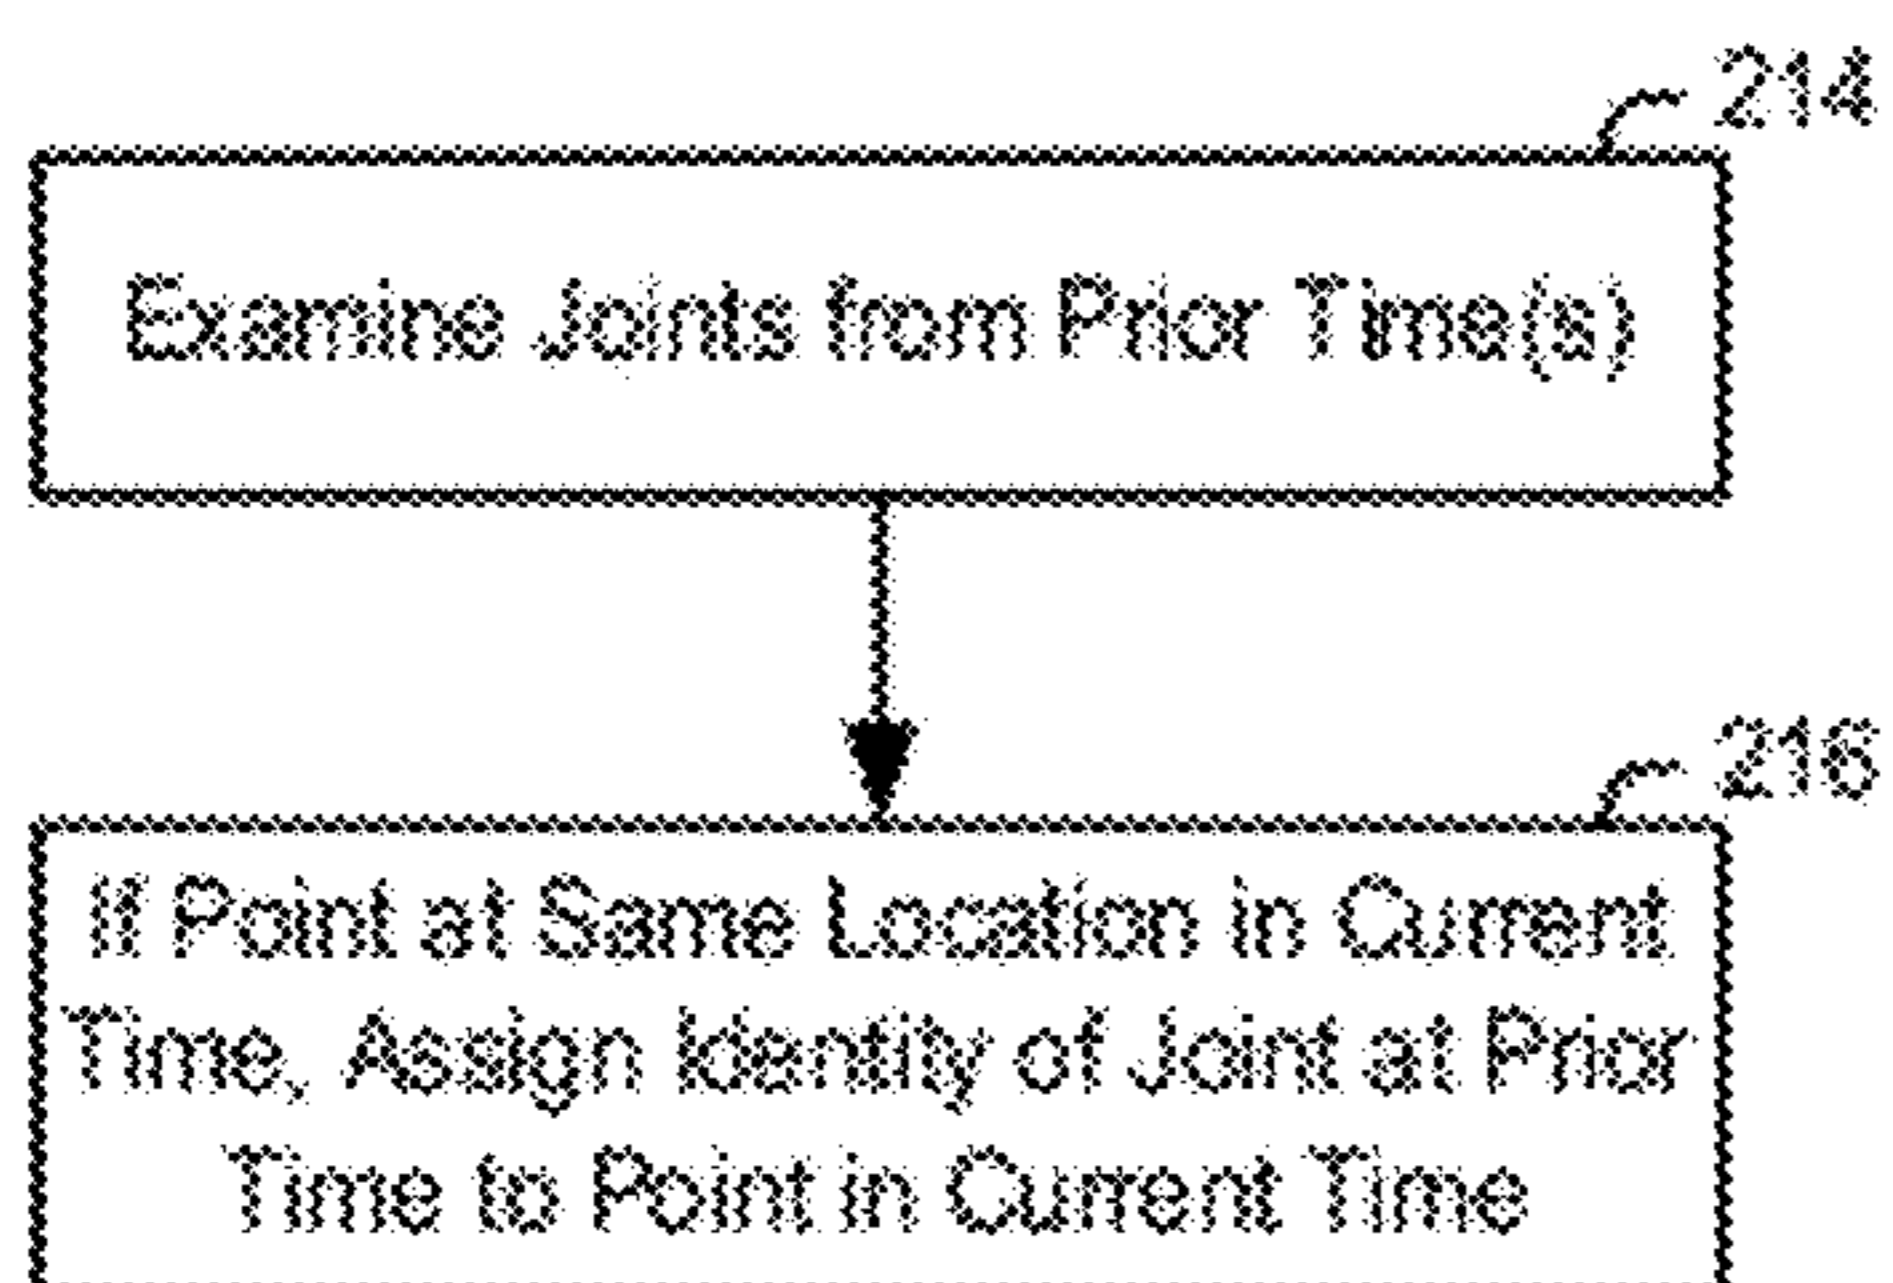 214
Examine Joints from Prior Time(s)
216
If Point at Same Location in Current
Time, Assign Identity of Joint at Prior
Time to Point in Current Time